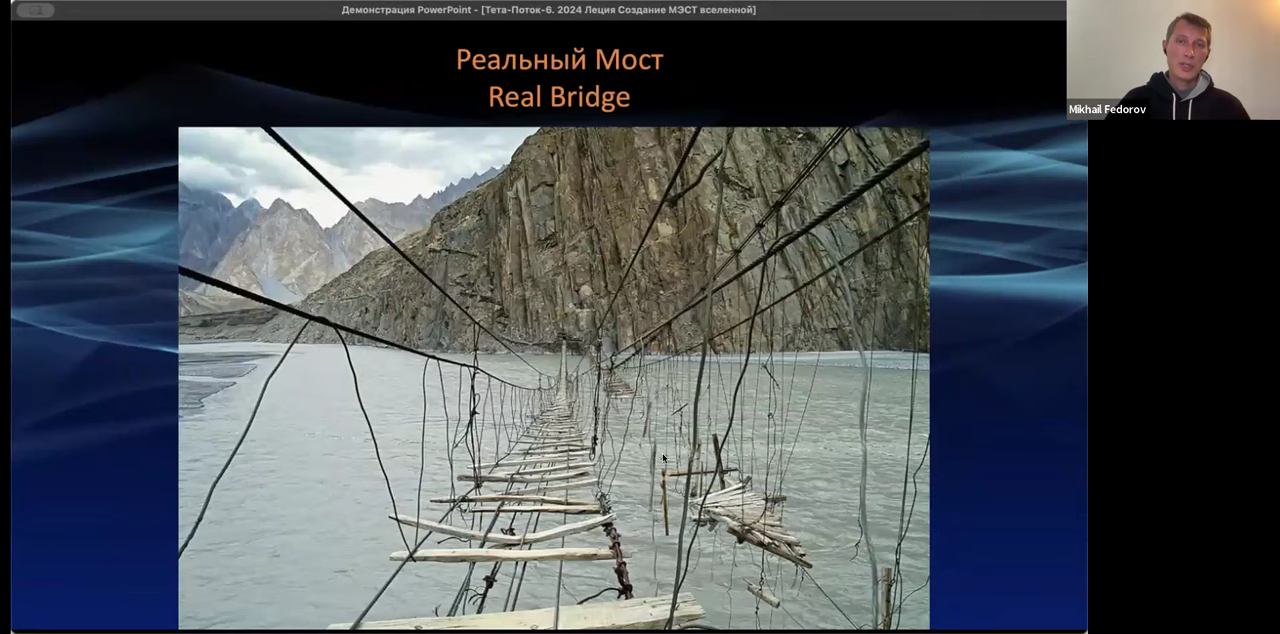 Демонстрация PowerPoint - [Тета-Поток-6. 2024 Леция Создание МЭСТ вселенной]
Реальный Мост
Real Bridge
Mikhail Fedorov